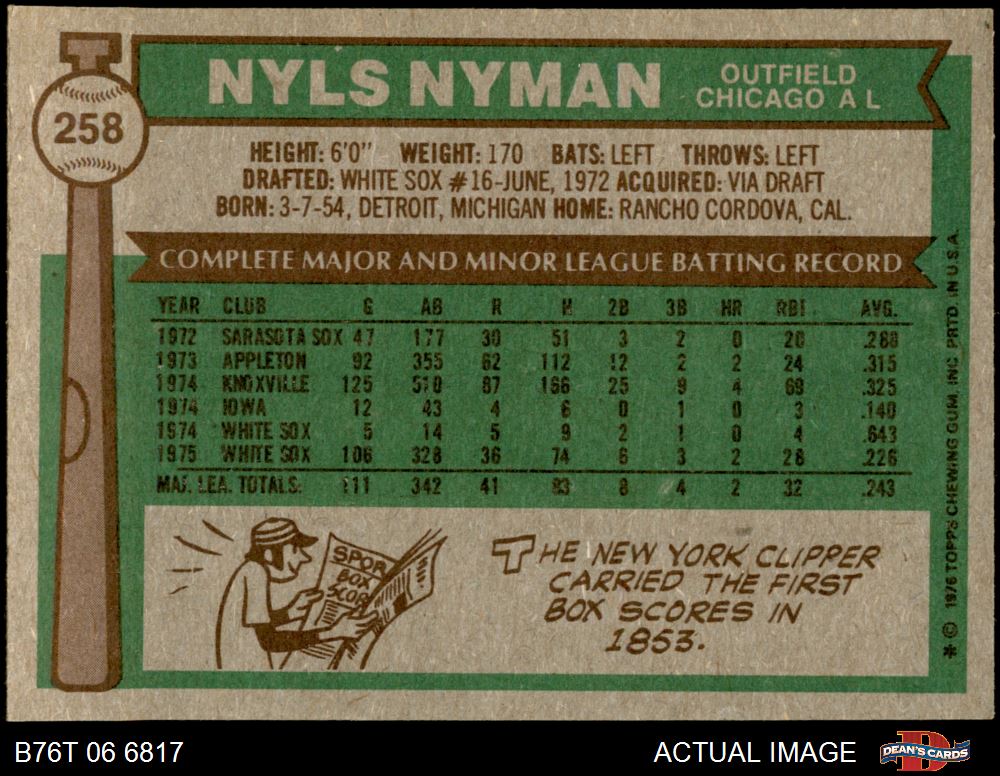 258
NYLS NYMAN
OUTFIELD
CHICAGO A L
HEIGHT: 6'0" WEIGHT: 170 BATS: LEFT THROWS: LEFT
DRAFTED: WHITE SOX #16-JUNE, 1972 ACQUIRED: VIA DRAFT
BORN: 3-7-54, DETROIT, MICHIGAN HOME: RANCHO CORDOVA, CAL.
COMPLETE MAJOR AND MINOR LEAGUE BATTING RECORD
YEAR CLUB G AB R H 2B 3B HR RBI AVG.
1972 SARASOTA SOX 47 177 30 51 3 2 0 20 .288
1973 APPLETON 92 355 62 112 12 2 2 24 .315
1974 KNOXVILLE 125 510 87 166 25 9 4 69 .325
1974 IOWA 12 43 4 6 0 1 0 3 .140
1974 WHITE SOX 5 14 5 9 2 1 0 4 .643
1975 WHITE SOX 106 328 36 74 6 3 2 28 .226
MAJ. LEA. TOTALS: 111 342 41 83 8 4 2 32 .243
SPOR
BOX
SCOR
THE NEW YORK CLIPPER
CARRIED THE FIRST
BOX SCORES IN
1853.
* © 1976 TOPPS CHEWING GUM, INC. PRTD. IN U.S.A.
B76T 06 6817
ACTUAL IMAGE
D
DEAN'S CARDS